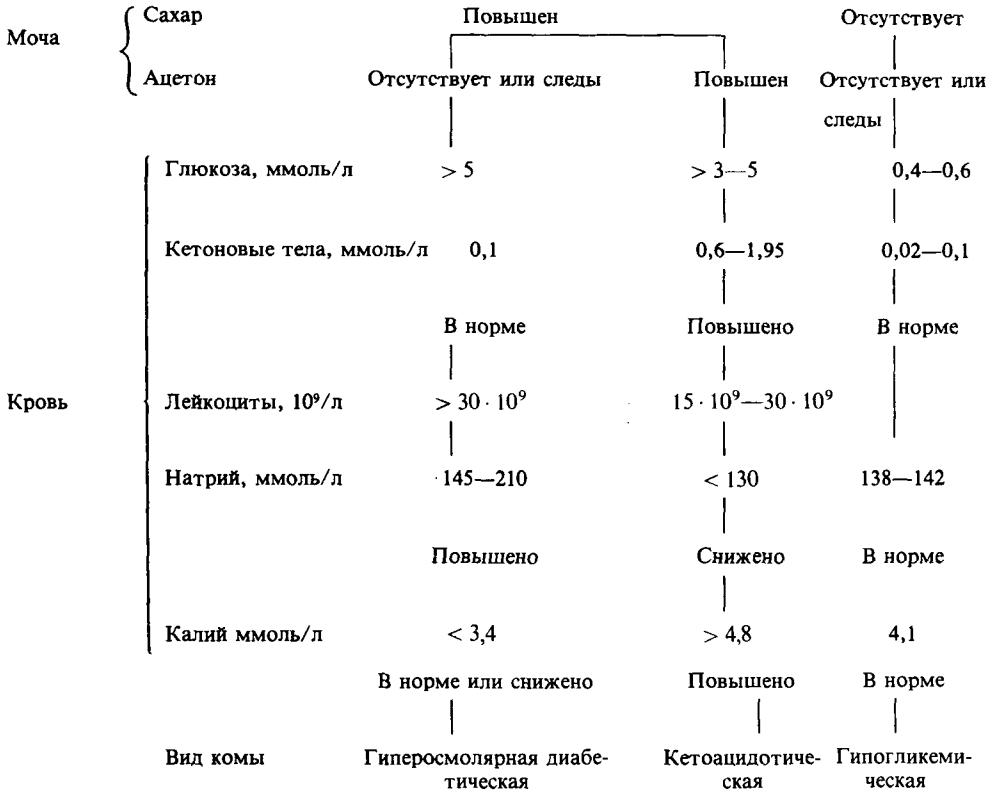 Сахар Повышен Отсутствует
Моча
Ацетон Отсутствует или следы Повышен Отсутствует или
следы
Глюкоза, ммоль/л > 5 > 3—5 0,4—0,6
Кетоновые тела, ммоль/л 0,1 0,6—1,95 0,02—0,1
В норме Повышено В норме
Кровь Лейкоциты, 10⁹/л > 30 · 10⁹ 15 · 10⁹—30 · 10⁹
Натрий, ммоль/л 145—210 < 130 138—142
Повышено Снижено В норме
Калий ммоль/л < 3,4 > 4,8 4,1
В норме или снижено Повышено В норме
Вид комы Гиперосмолярная диабе- Кетоацидотиче- Гипогликеми-
тическая ская ческая